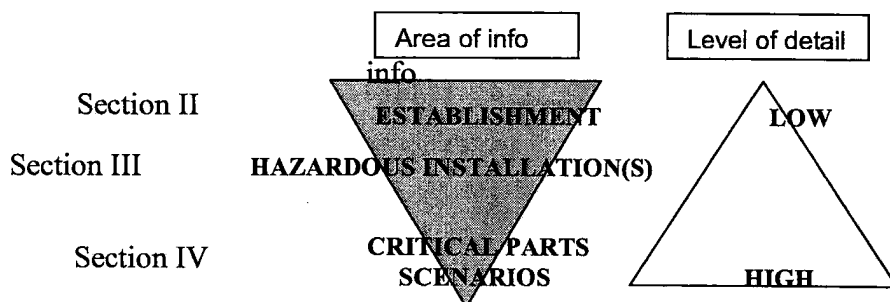 Area of info
Level of detail
info
Section II
ESTABLISHMENT
LOW
Section III
HAZARDOUS INSTALLATION(S)
Section IV
CRITICAL PARTS
SCENARIOS
HIGH